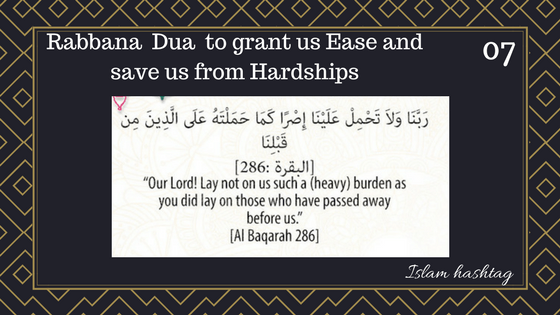 Rabbana Dua to grant us Ease and
save us from Hardships
07
رَبَّنَا وَلاَ تَحْمِلْ عَلَيْنَا إِصْرًا كَمَا حَمَلْتَهُ عَلَى الَّذِينَ مِن
قَبْلِنَا
[البقرة :286]
“Our Lord! Lay not on us such a (heavy) burden as
you did lay on those who have passed away
before us.”
[Al Baqarah 286]
Islam hashtag